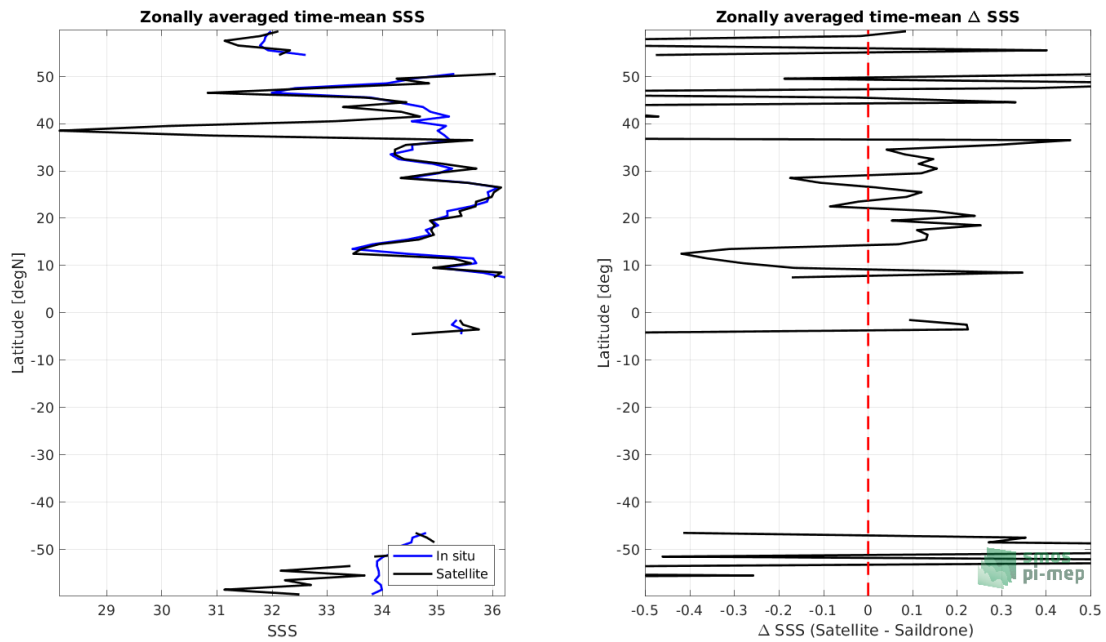 Zonally averaged time-mean SSS
Latitude [degN]
50
40
30
20
10
0
-10
-20
-30
-40
-50
29 30 31 32 33 34 35 36
SSS
In situ
Satellite
Zonally averaged time-mean Δ SSS
Latitude [deg]
50
40
30
20
10
0
-10
-20
-30
-40
-50
-0.5 -0.4 -0.3 -0.2 -0.1 0 0.1 0.2 0.3 0.4 0.5
Δ SSS (Satellite - Saildrone)
smos
pi-mep